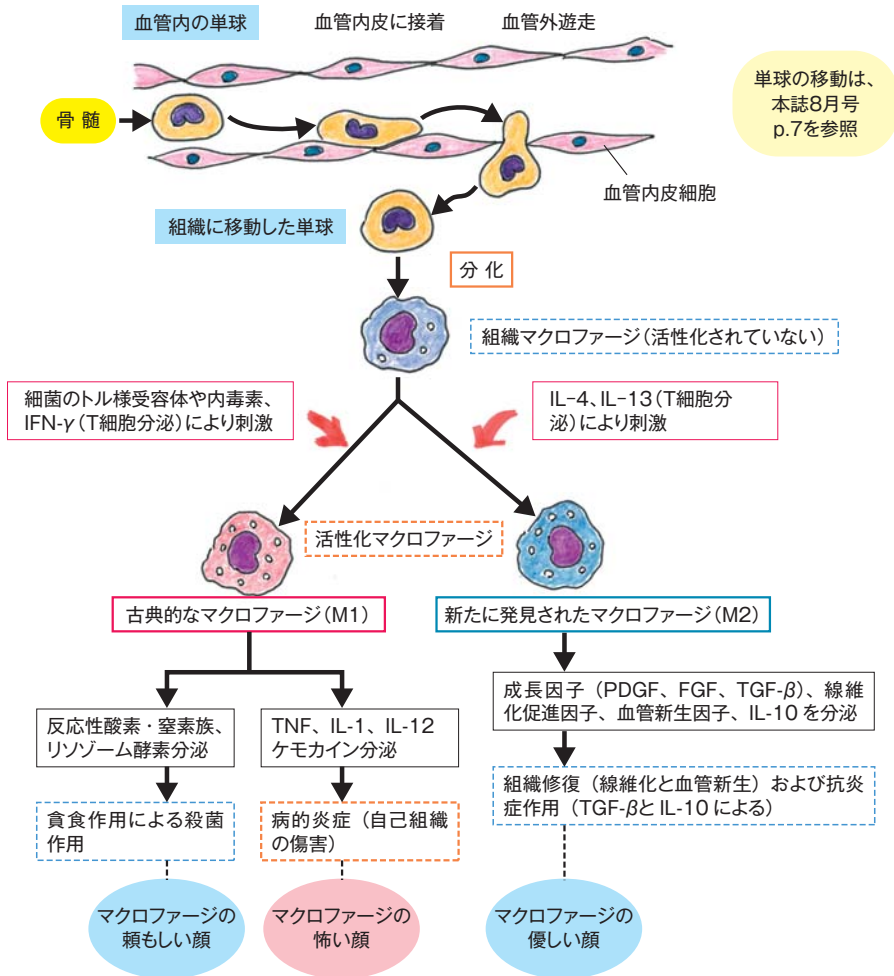 血管内の単球
血管内皮に接着
血管外遊走
単球の移動は、
本誌8月号
p.7を参照
骨 髄
血管内皮細胞
組織に移動した単球
分 化
組織マクロファージ（活性化されていない）
細菌のトル様受容体や内毒素、
IFN-γ（T細胞分泌）により刺激
IL-4、IL-13（T細胞分
泌）により刺激
活性化マクロファージ
古典的なマクロファージ（M1）
新たに発見されたマクロファージ（M2）
反応性酸素・窒素族、
リソゾーム酵素分泌
TNF、IL-1、IL-12
ケモカイン分泌
成長因子（PDGF、FGF、TGF-β）、線維
化促進因子、血管新生因子、IL-10を分泌
貪食作用による殺菌
作用
病的炎症（自己組織
の傷害）
組織修復（線維化と血管新生）および抗炎
症作用（TGF-βとIL-10による）
マクロファージの
頼もしい顔
マクロファージの
怖い顔
マクロファージの
優しい顔